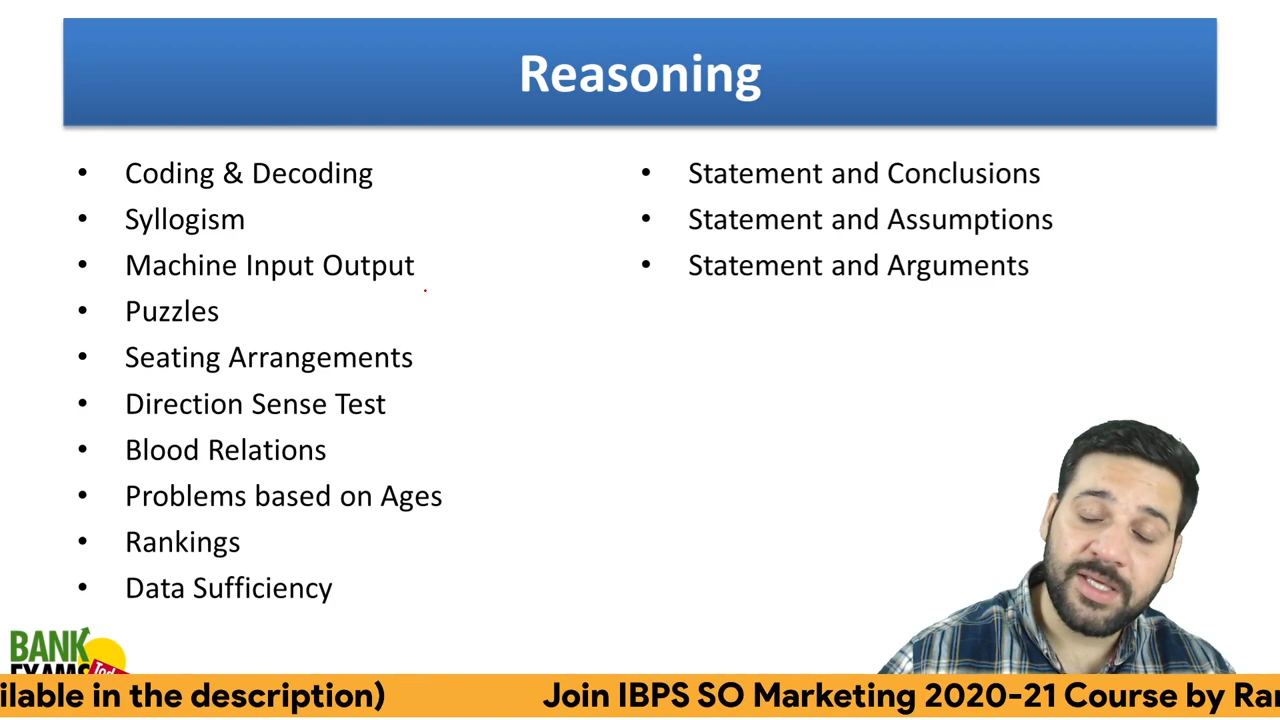 Reasoning
• Coding & Decoding
• Syllogism
• Machine Input Output
• Puzzles
• Seating Arrangements
• Direction Sense Test
• Blood Relations
• Problems based on Ages
• Rankings
• Data Sufficiency
• Statement and Conclusions
• Statement and Assumptions
• Statement and Arguments
BANK
EXAMS
in the description) Join IBPS SO Marketing 2020-21 Course by